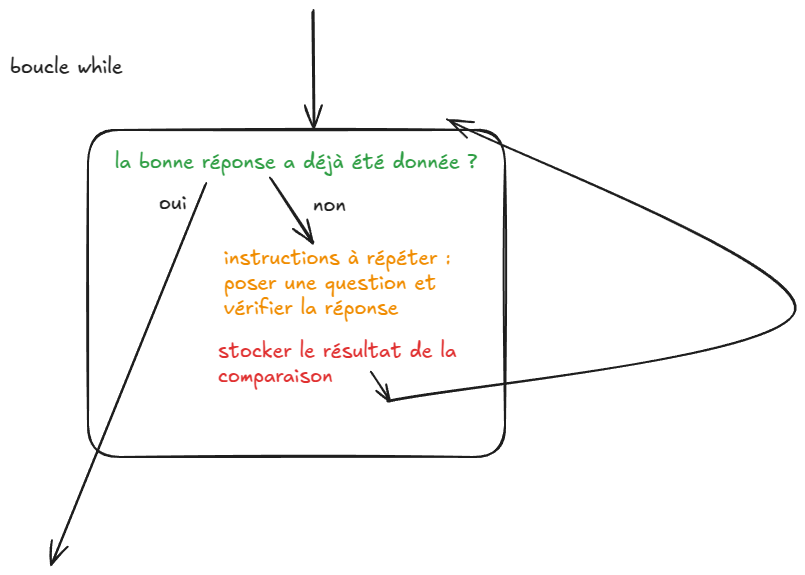 boucle while
la bonne réponse a déjà été donnée ?
oui
non
instructions à répéter :
poser une question et
vérifier la réponse
stocker le résultat de la
comparaison